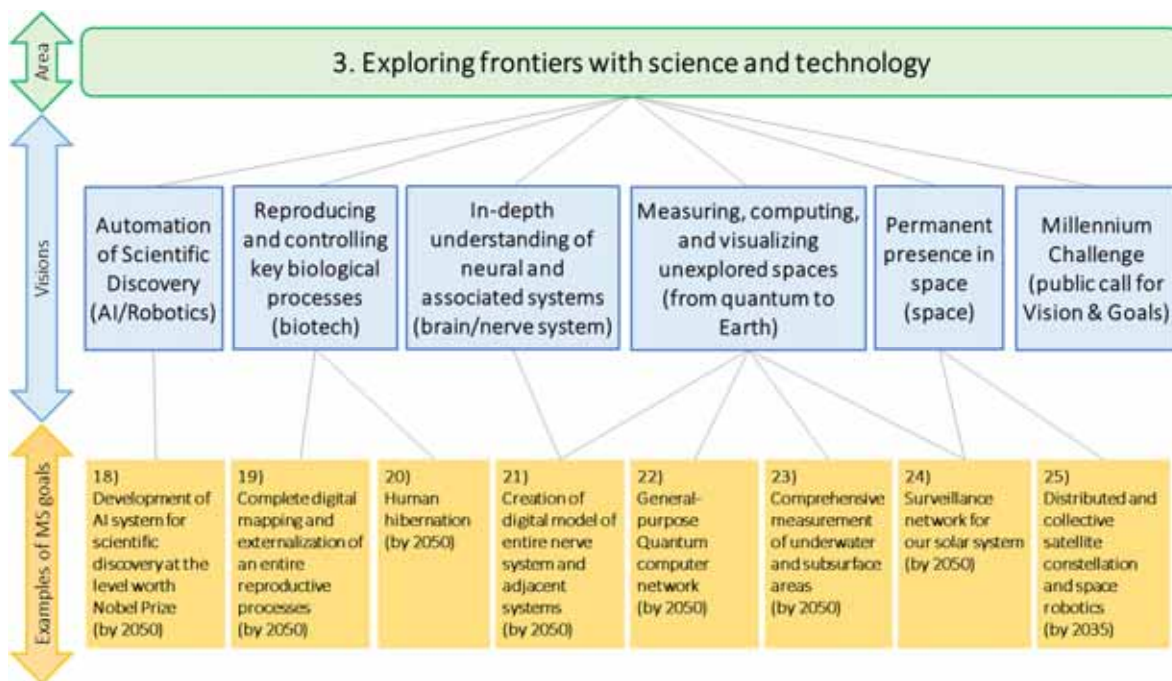 Area
3. Exploring frontiers with science and technology
Visions
Automation
of Scientific
Discovery
(AI/Robotics)
Reproducing
and controlling
key biological
processes
(biotech)
In-depth
understanding of
neural and
associated systems
(brain/nerve system)
Measuring, computing,
and visualizing
unexplored spaces
(from quantum to
Earth)
Permanent
presence in
space
(space)
Millennium
Challenge
(public call for
Vision & Goals)
Examples of MS goals
18)
Development of
AI system for
scientific
discovery at the
level worth
Nobel Prize
(by 2050)
19)
Complete digital
mapping and
externalization of
an entire
reproductive
processes
(by 2050)
20)
Human
hibernation
(by 2050)
21)
Creation of
digital model of
entire nerve
system and
adjacent
systems
(by 2050)
22)
General-
purpose
Quantum
computer
network
(by 2050)
23)
Comprehensive
measurement
of underwater
and subsurface
areas
(by 2050)
24)
Surveillance
network for
our solar system
(by 2050)
25)
Distributed and
collective
satellite
constellation
and space
robotics
(by 2035)